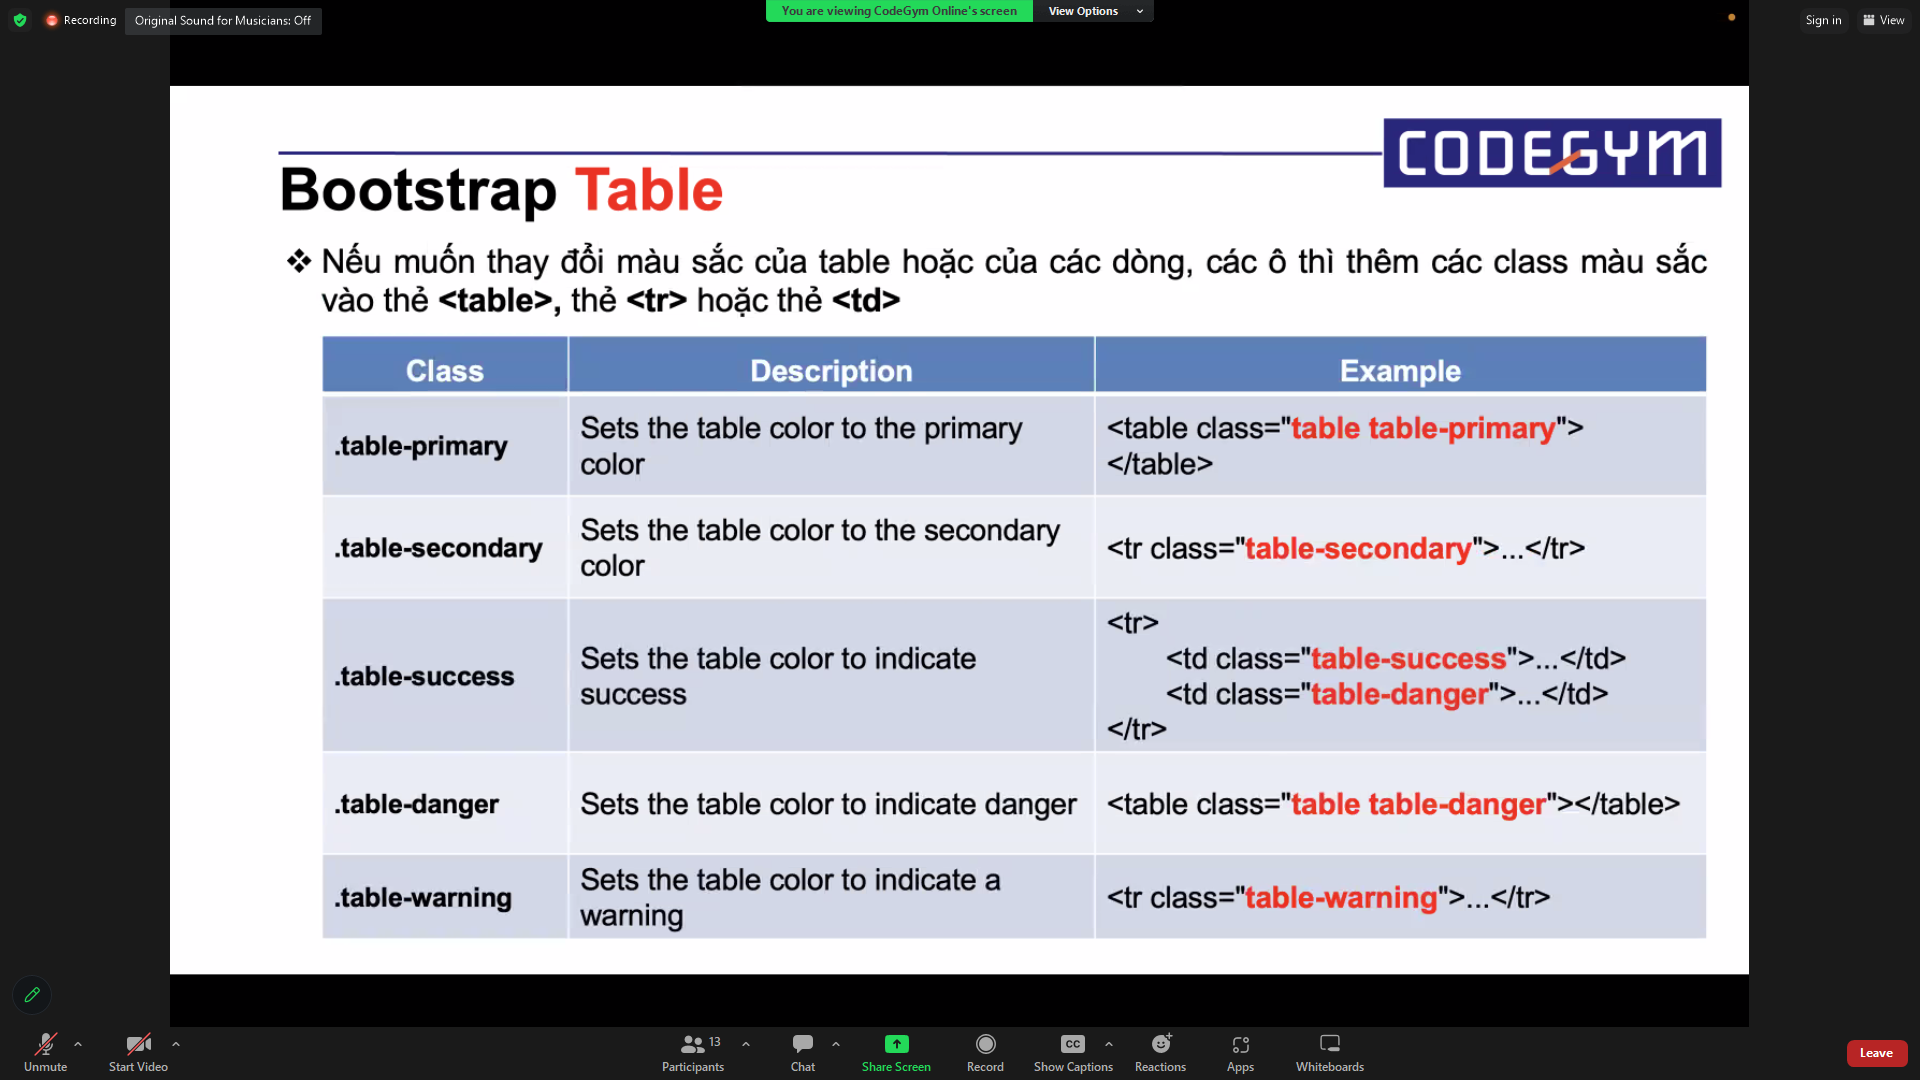 Recording
Original Sound for Musicians: Off
You are viewing CodeGym Online's screen
View Options
Sign in
View
CODEGYM
Bootstrap Table
❖ Nếu muốn thay đổi màu sắc của table hoặc của các dòng, các ô thì thêm các class màu sắc
vào thẻ <table>, thẻ <tr> hoặc thẻ <td>
Class Description Example
.table-primary
Sets the table color to the primary
color
<table class="table table-primary">
</table>
.table-secondary
Sets the table color to the secondary
color
<tr class="table-secondary">...</tr>
.table-success
Sets the table color to indicate
success
<tr>
<td class="table-success">...</td>
<td class="table-danger">...</td>
</tr>
.table-danger
Sets the table color to indicate danger
<table class="table table-danger"></table>
.table-warning
Sets the table color to indicate a
warning
<tr class="table-warning">...</tr>
Unmute
Start Video
13
Participants
Chat
Share Screen
Record
CC
Show Captions
Reactions
Apps
Whiteboards
Leave